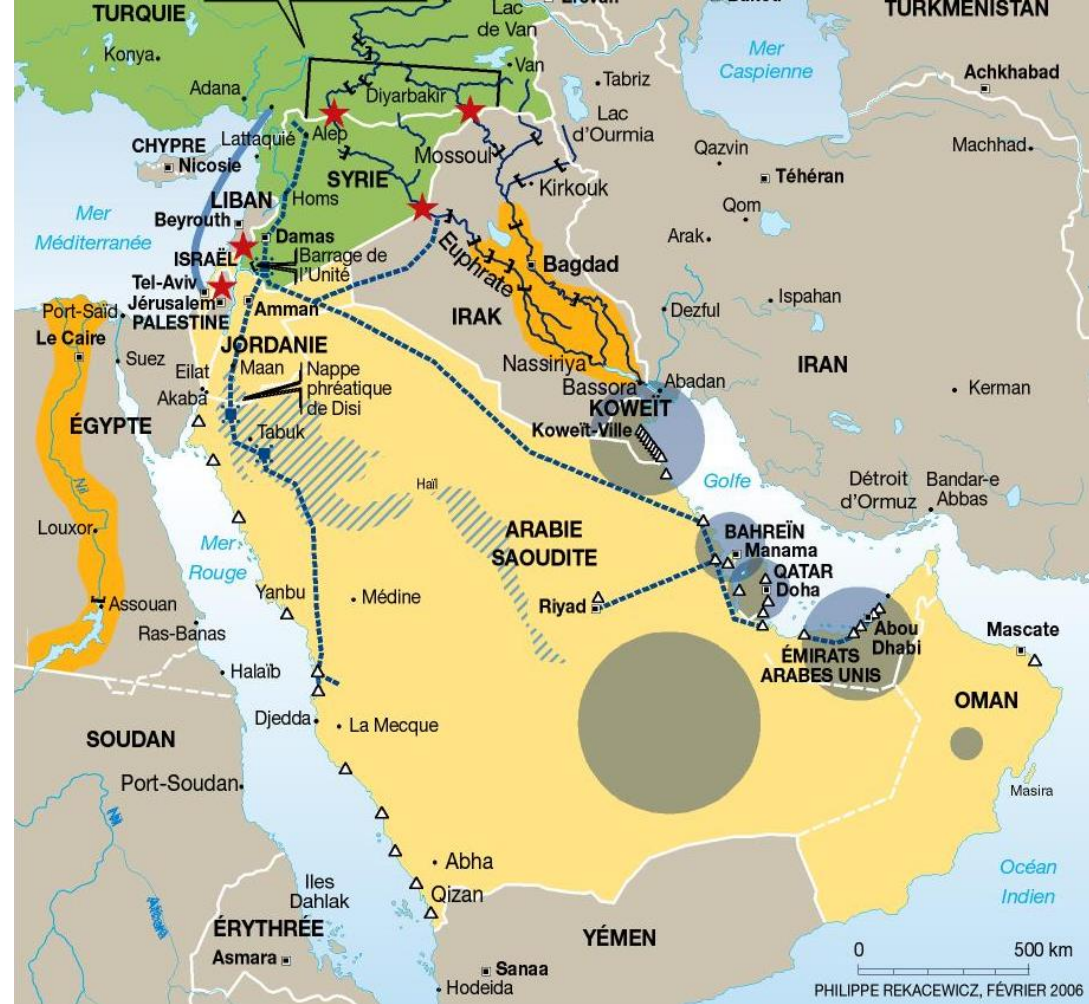 TURQUIE
Konya
Adana
Lac
de Van
Van
Diyarbakir
Tabriz
Lac
d'Ourmia
Mer
Caspienne
TURKMÉNISTAN
Achkhabad
Machhad
Qazvin
Téhéran
Qom
Arak
Ispahan
Dezful
IRAN
Kerman
CHYPRE
Nicosie
Lattaquié
Alep
SYRIE
Mossoul
Kirkouk
Homs
LIBAN
Beyrouth
Damas
Barrage de
l'Unité
ISRAËL
Tel-Aviv
Jérusalem
PALESTINE
Amman
Mer
Méditerranée
Euphrate
Bagdad
IRAK
Nassiriya
Bassora
Abadan
Port-Saïd
Le Caire
Suez
Eilat
Akaba
JORDANIE
Maan
Nappe
phréatique
de Disi
Tabuk
ÉGYPTE
Nil
Louxor
Assouan
Ras-Banas
Halaïb
KOWEÏT
Koweït-Ville
Golfe
Détroit
d'Ormuz
Bandar-e
Abbas
Haïl
ARABIE
SAOUDITE
BAHREÏN
Manama
QATAR
Doha
Riyad
Abou
Dhabi
ÉMIRATS
ARABES UNIS
Mascate
OMAN
Masira
Mer
Rouge
Yanbu
Médine
Djedda
La Mecque
SOUDAN
Port-Soudan
Nil
Abha
Qizan
Iles
Dahlak
ÉRYTHRÉE
Asmara
YÉMEN
Sanaa
Hodeida
Océan
Indien
0 500 km
PHILIPPE REKACEWICZ, FÉVRIER 2006